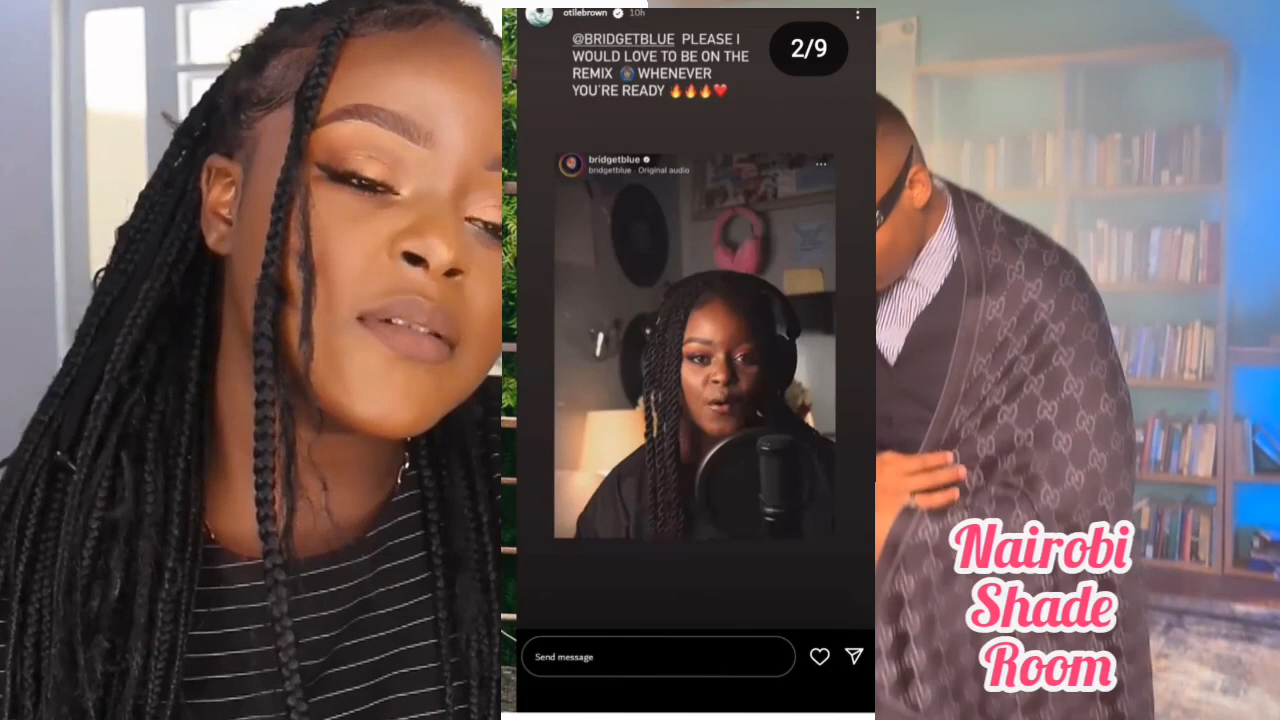 otilebrown 10h
@BRIDGETBLUE PLEASE I
WOULD LOVE TO BE ON THE
REMIX WHENEVER
YOU'RE READY 🔥🔥🔥❤️
2/9
bridgetblue
bridgetblue · Original audio
Send message
Nairobi
Shade
Room